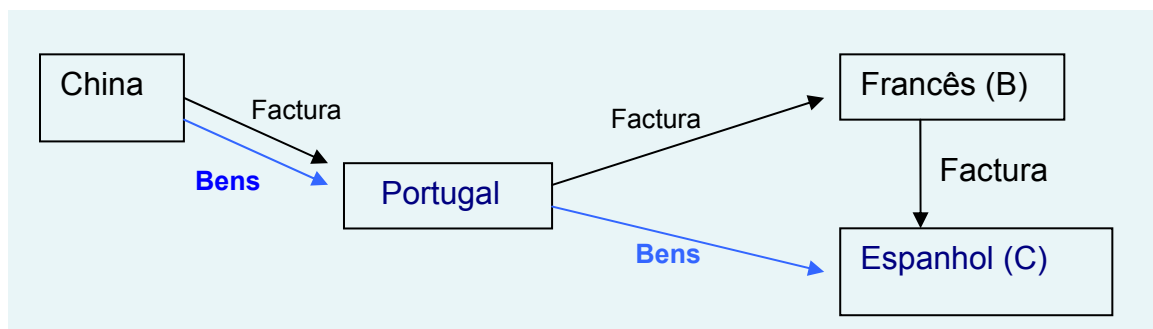 China
Francês (B)
Factura
Factura
Bens
Portugal
Factura
Bens
Espanhol (C)